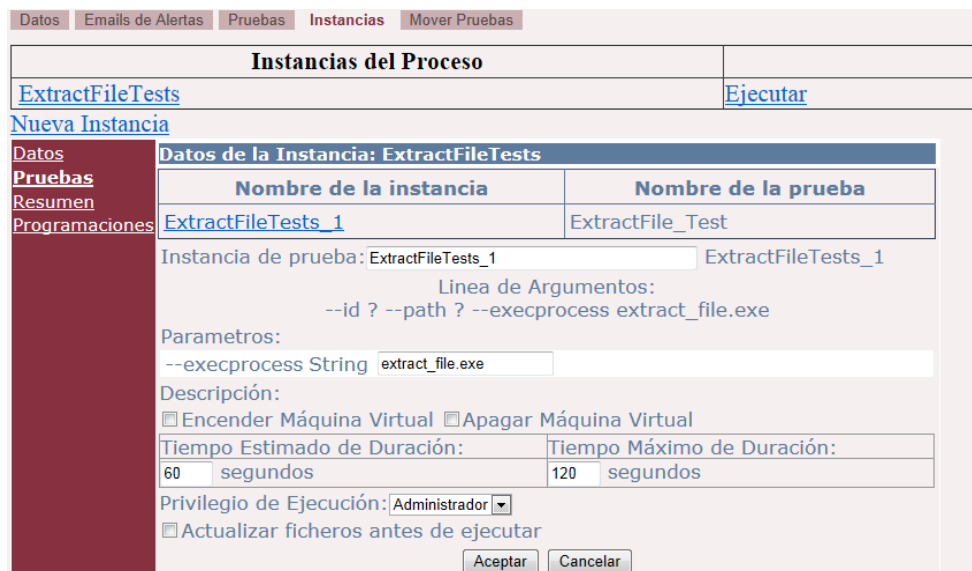 Datos Emails de Alertas Pruebas Instancias Mover Pruebas
Instancias del Proceso
ExtractFileTests Ejecutar
Nueva Instancia
Datos
Pruebas
Resumen
Programaciones
Datos de la Instancia: ExtractFileTests
Nombre de la instancia Nombre de la prueba
ExtractFileTests_1 ExtractFile_Test
Instancia de prueba: ExtractFileTests_1 ExtractFileTests_1
Linea de Argumentos:
--id ? --path ? --execprocess extract_file.exe
Parametros:
--execprocess String extract_file.exe
Descripción:
Encender Máquina Virtual Apagar Máquina Virtual
Tiempo Estimado de Duración: Tiempo Máximo de Duración:
60 segundos 120 segundos
Privilegio de Ejecución: Administrador
Actualizar ficheros antes de ejecutar
Aceptar Cancelar